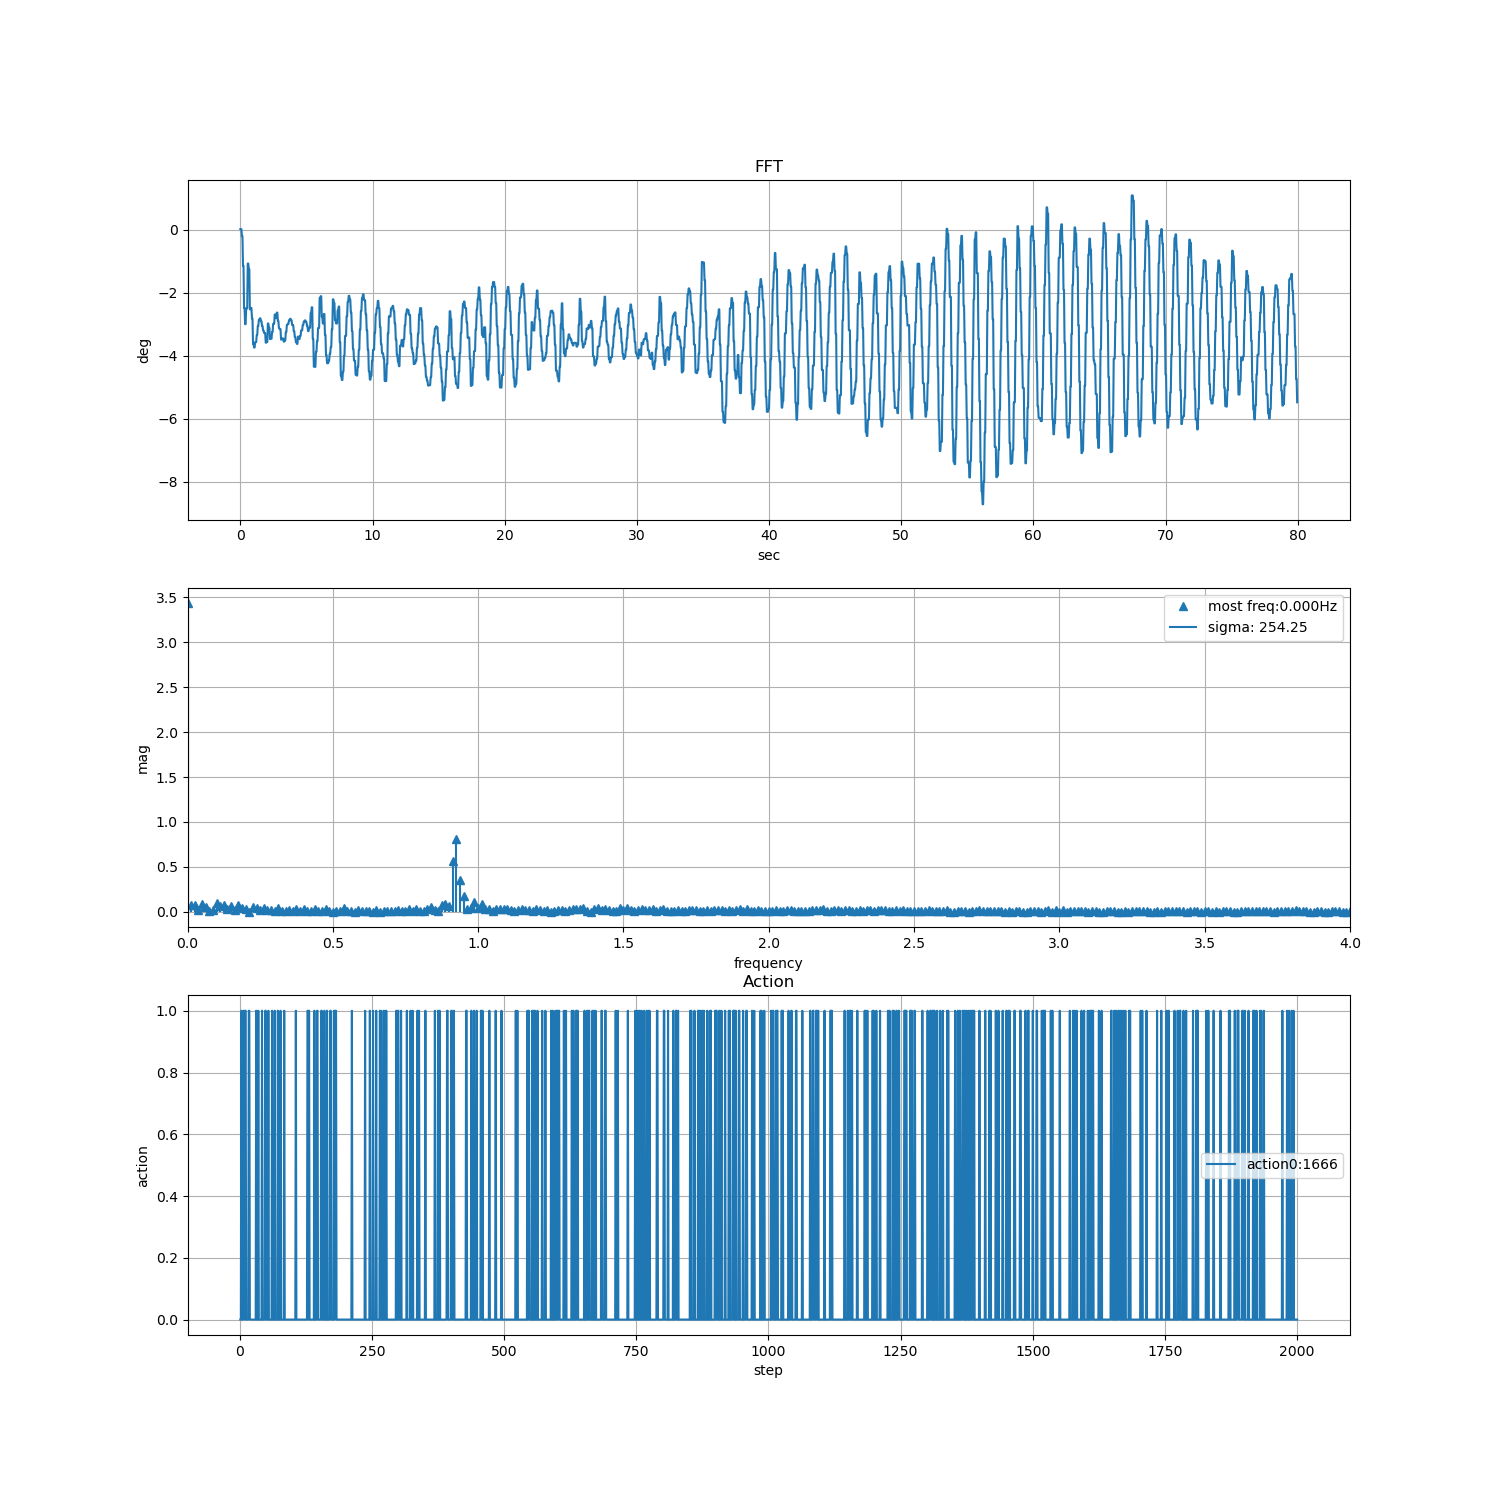 FFT
0
−2
−4
−6
−8
deg
0 10 20 30 40 50 60 70 80
sec
most freq:0.000Hz
sigma: 254.25
3.5
3.0
2.5
2.0
1.5
1.0
0.5
0.0
mag
0.0 0.5 1.0 1.5 2.0 2.5 3.0 3.5 4.0
frequency
Action
1.0
0.8
0.6
0.4
0.2
0.0
action
action0:1666
0 250 500 750 1000 1250 1500 1750 2000
step